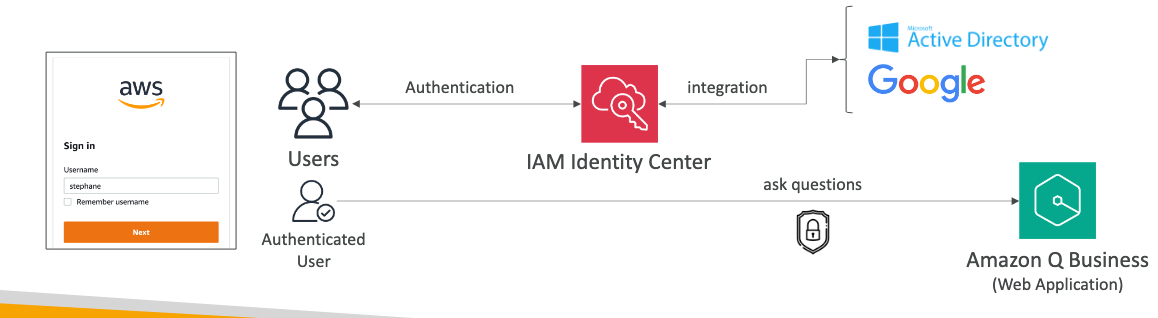 aws
Sign in
Username
stephane
Remember username
Next
Users
Authenticated
User
Authentication
IAM Identity Center
integration
Microsoft
Active Directory
Google
ask questions
Amazon Q Business
(Web Application)